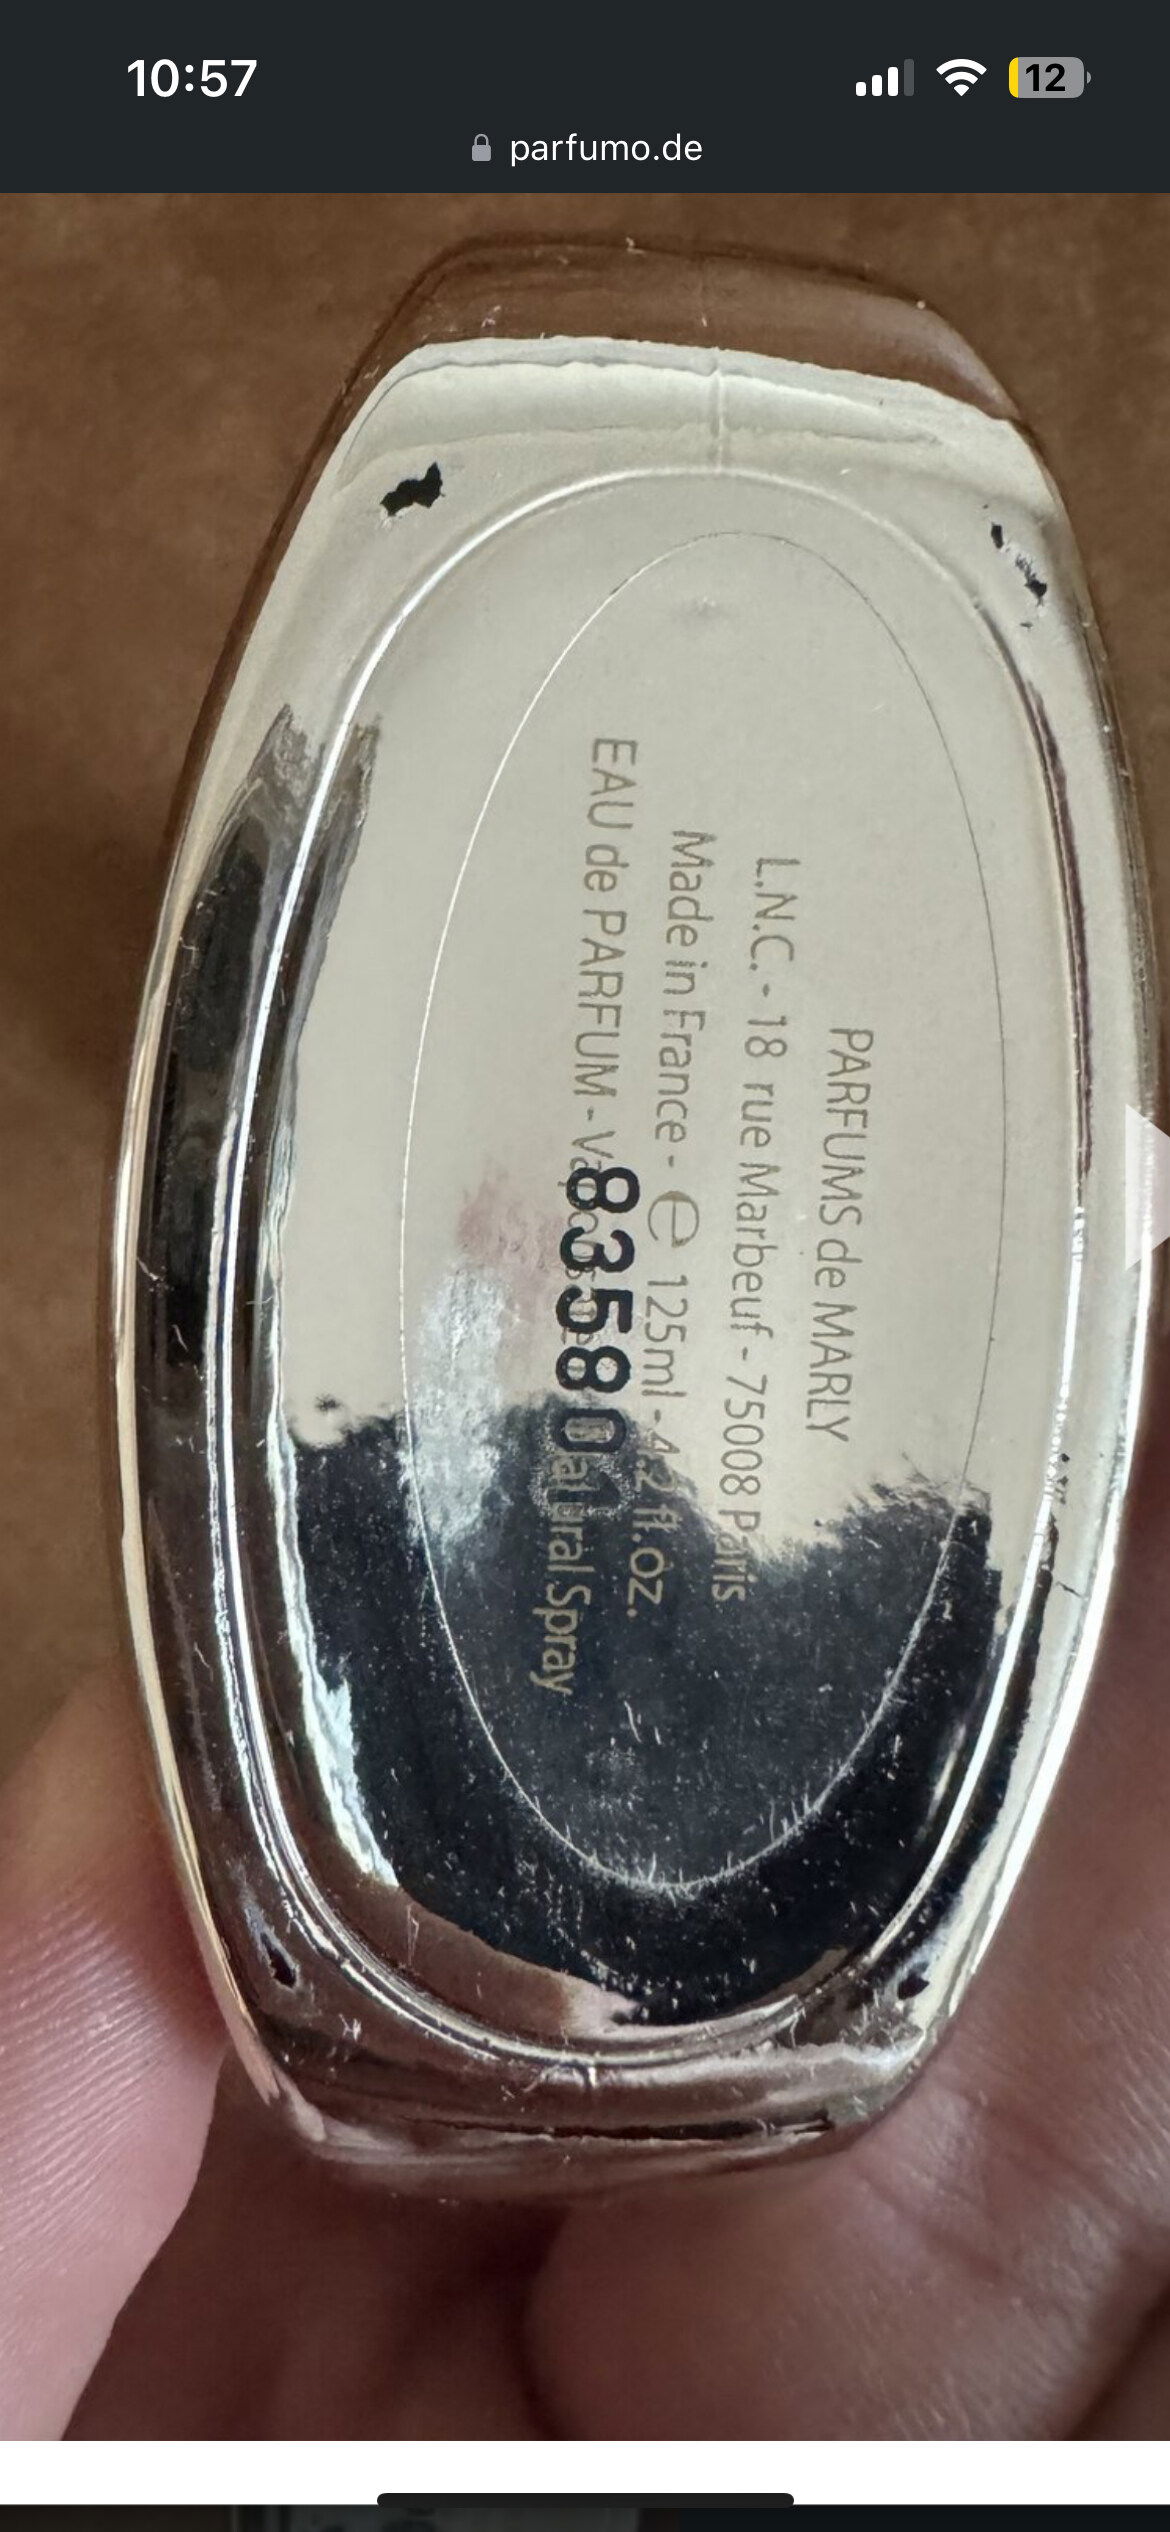 10:57
12
parfumo.de
PARFUMS de MARLY
L.N.C. - 18 rue Marbeuf - 75008 Paris
Made in France - e 125ml - 4.2 fl.oz.
EAU de PARFUM - Natural Spray
835801